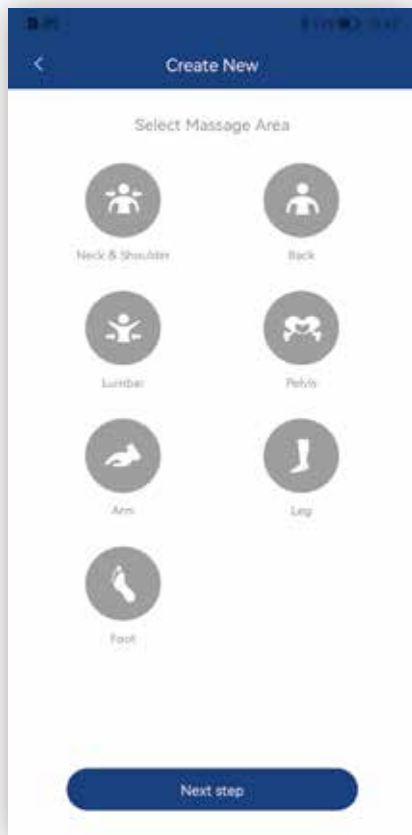 Create New
Select Massage Area
Neck & Shoulder
Back
Lumbar
Pelvis
Arm
Leg
Foot
Next step